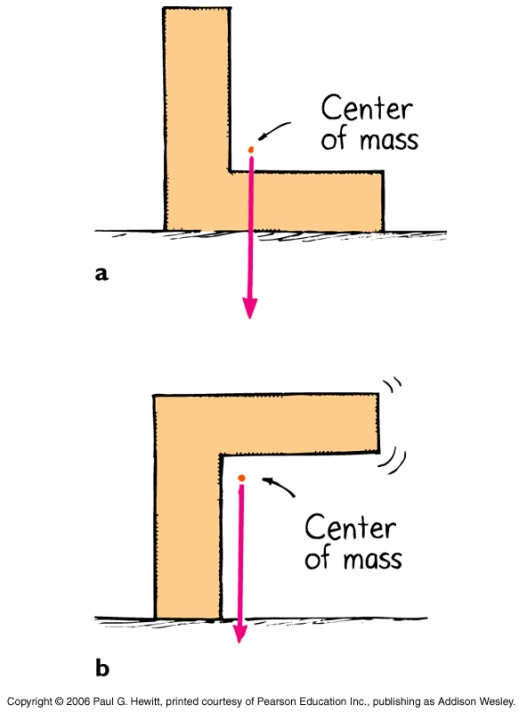 Center
of mass
a
Center
of mass
b
Copyright © 2006 Paul G. Hewitt, printed courtesy of Pearson Education Inc., publishing as Addison Wesley.